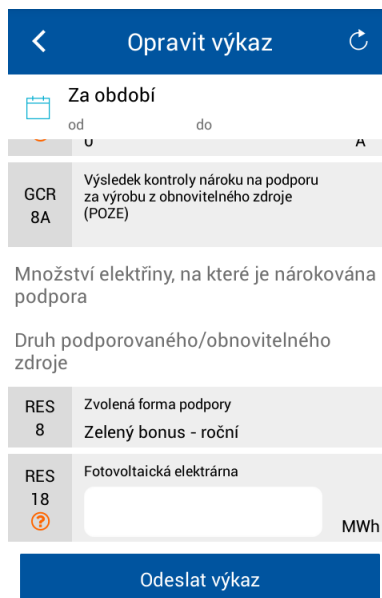 Opravit výkaz
Za období
od do
0 A
GCR
8A
Výsledek kontroly nároku na podporu
za výrobu z obnovitelného zdroje
(POZE)
Množství elektřiny, na které je nárokována
podpora
Druh podporovaného/obnovitelného
zdroje
RES
8
Zvolená forma podpory
Zelený bonus - roční
RES
18
?
Fotovoltaická elektrárna
MWh
Odeslat výkaz